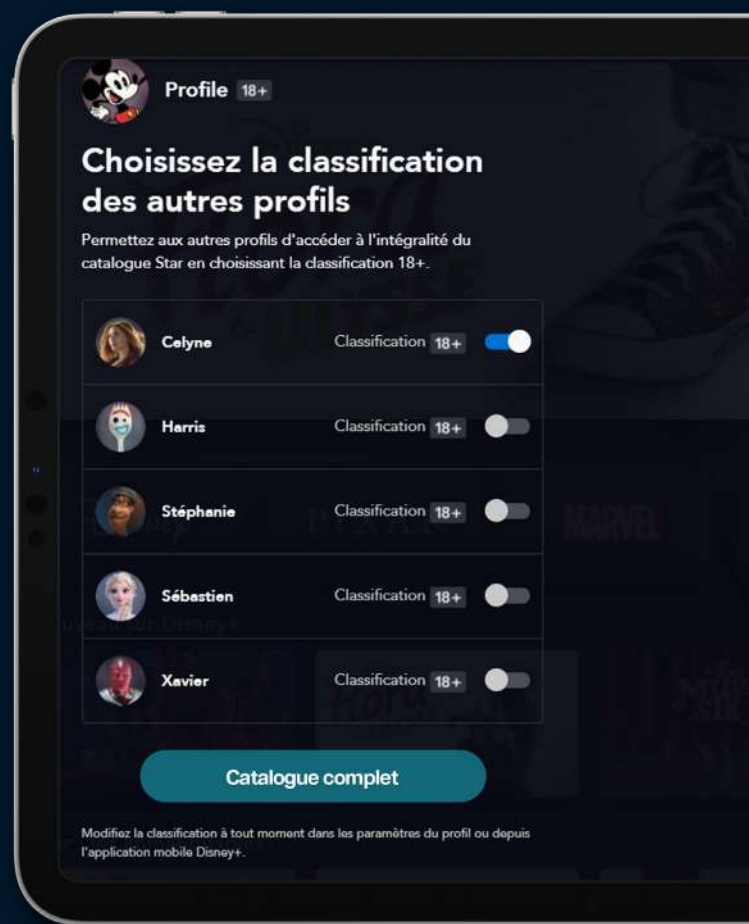 Profile 18+
Choisissez la classification
des autres profils
Permettez aux autres profils d'accéder à l'intégralité du
catalogue Star en choisissant la classification 18+.
Celyne Classification 18+
Harris Classification 18+
Stéphanie Classification 18+
Sébastien Classification 18+
PIXAR MARVEL
Xavier Classification 18+
Catalogue complet
Modifiez la classification à tout moment dans les paramètres du profil ou depuis
l'application mobile Disney+.